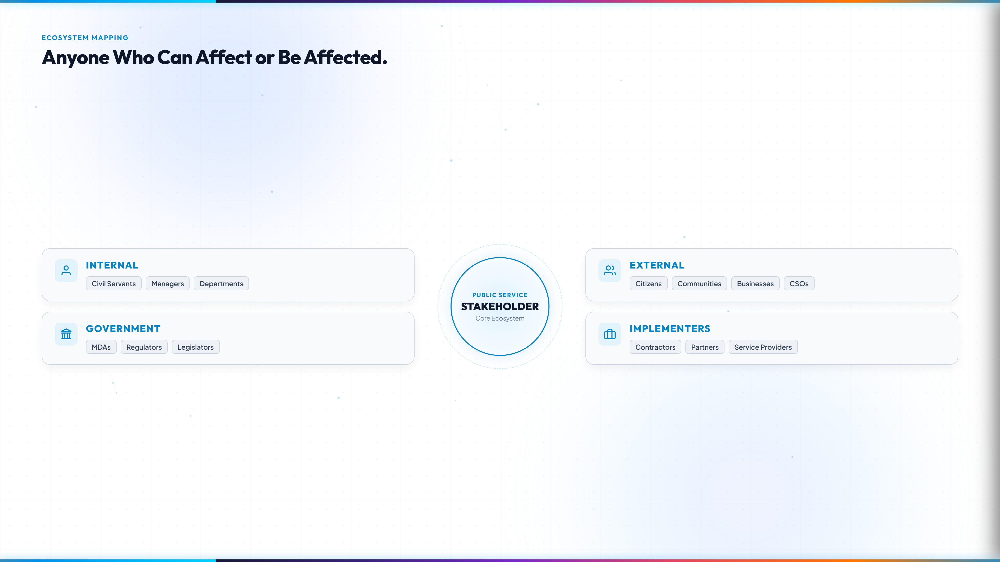 ECOSYSTEM MAPPING
Anyone Who Can Affect or Be Affected.
INTERNAL
Civil Servants Managers Departments
GOVERNMENT
MDAs Regulators Legislators
PUBLIC SERVICE
STAKEHOLDER
Core Ecosystem
EXTERNAL
Citizens Communities Businesses CSOs
IMPLEMENTERS
Contractors Partners Service Providers